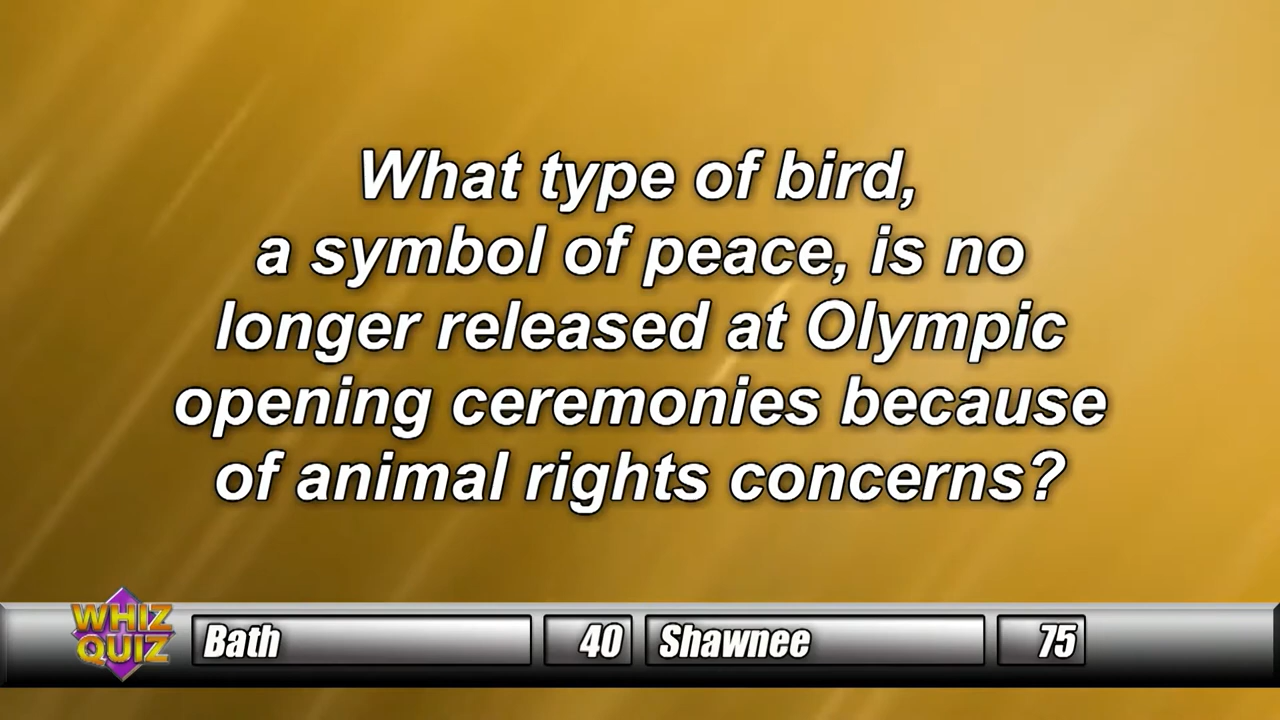 What type of bird,
a symbol of peace, is no
longer released at Olympic
opening ceremonies because
of animal rights concerns?
WHIZ
QUIZ
Bath 40 Shawnee 75